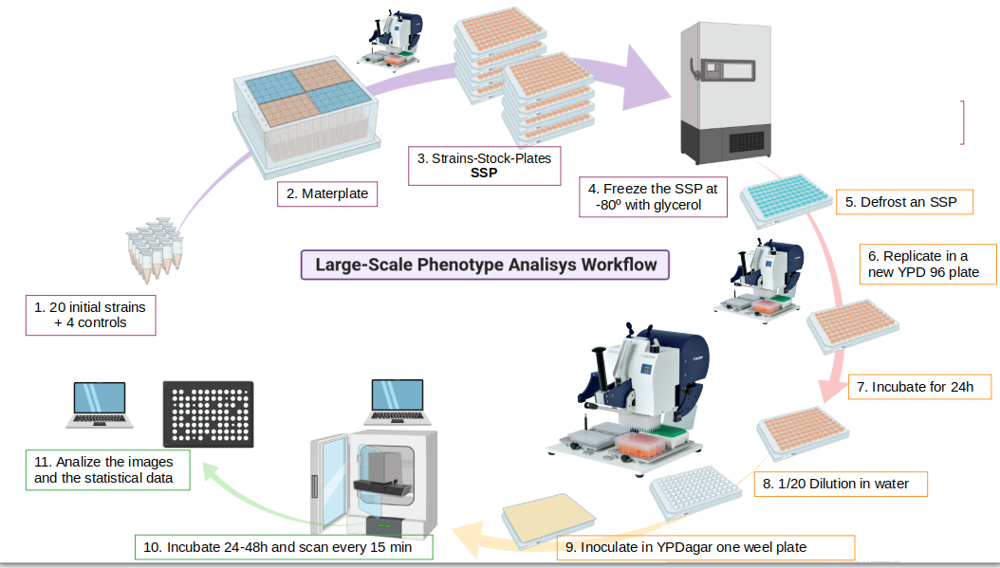 3. Strains-Stock-Plates
SSP
2. Materplate
4. Freeze the SSP at
-80º with glycerol
5. Defrost an SSP
6. Replicate in a
new YPD 96 plate
Large-Scale Phenotype Analisys Workflow
1. 20 initial strains
+ 4 controls
7. Incubate for 24h
8. 1/20 Dilution in water
11. Analize the images
and the statistical data
10. Incubate 24-48h and scan every 15 min
9. Inoculate in YPDagar one weel plate